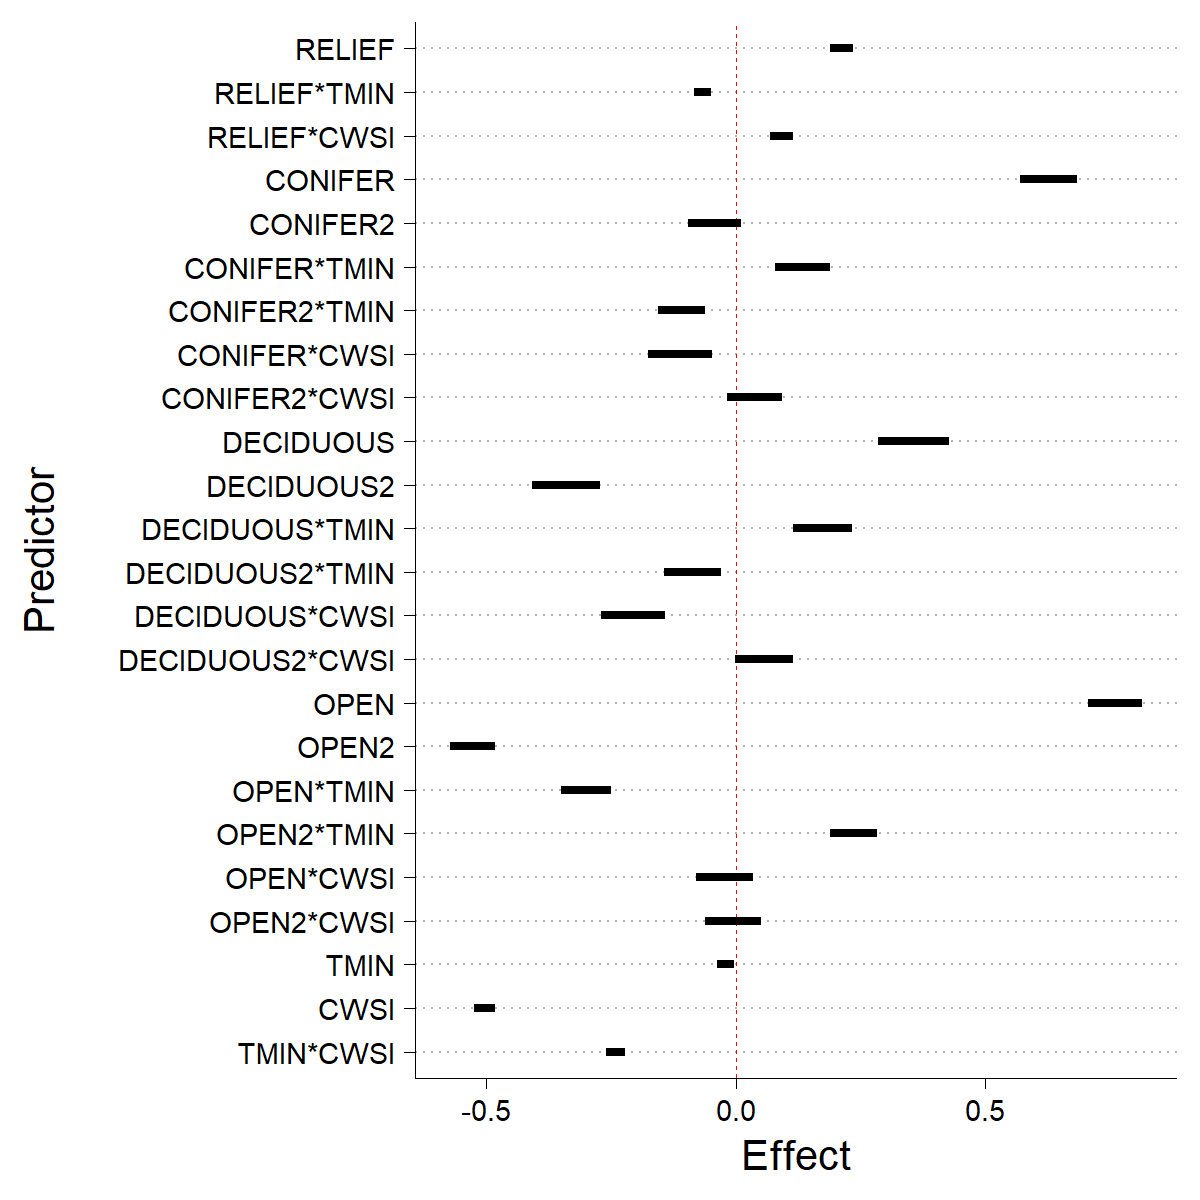 RELIEF
RELIEF*TMIN
RELIEF*CWSI
CONIFER
CONIFER2
CONIFER*TMIN
CONIFER2*TMIN
CONIFER*CWSI
CONIFER2*CWSI
DECIDUOUS
DECIDUOUS2
DECIDUOUS*TMIN
DECIDUOUS2*TMIN
DECIDUOUS*CWSI
DECIDUOUS2*CWSI
OPEN
OPEN2
OPEN*TMIN
OPEN2*TMIN
OPEN*CWSI
OPEN2*CWSI
TMIN
CWSI
TMIN*CWSI
Predictor
-0.5 0.0 0.5
Effect